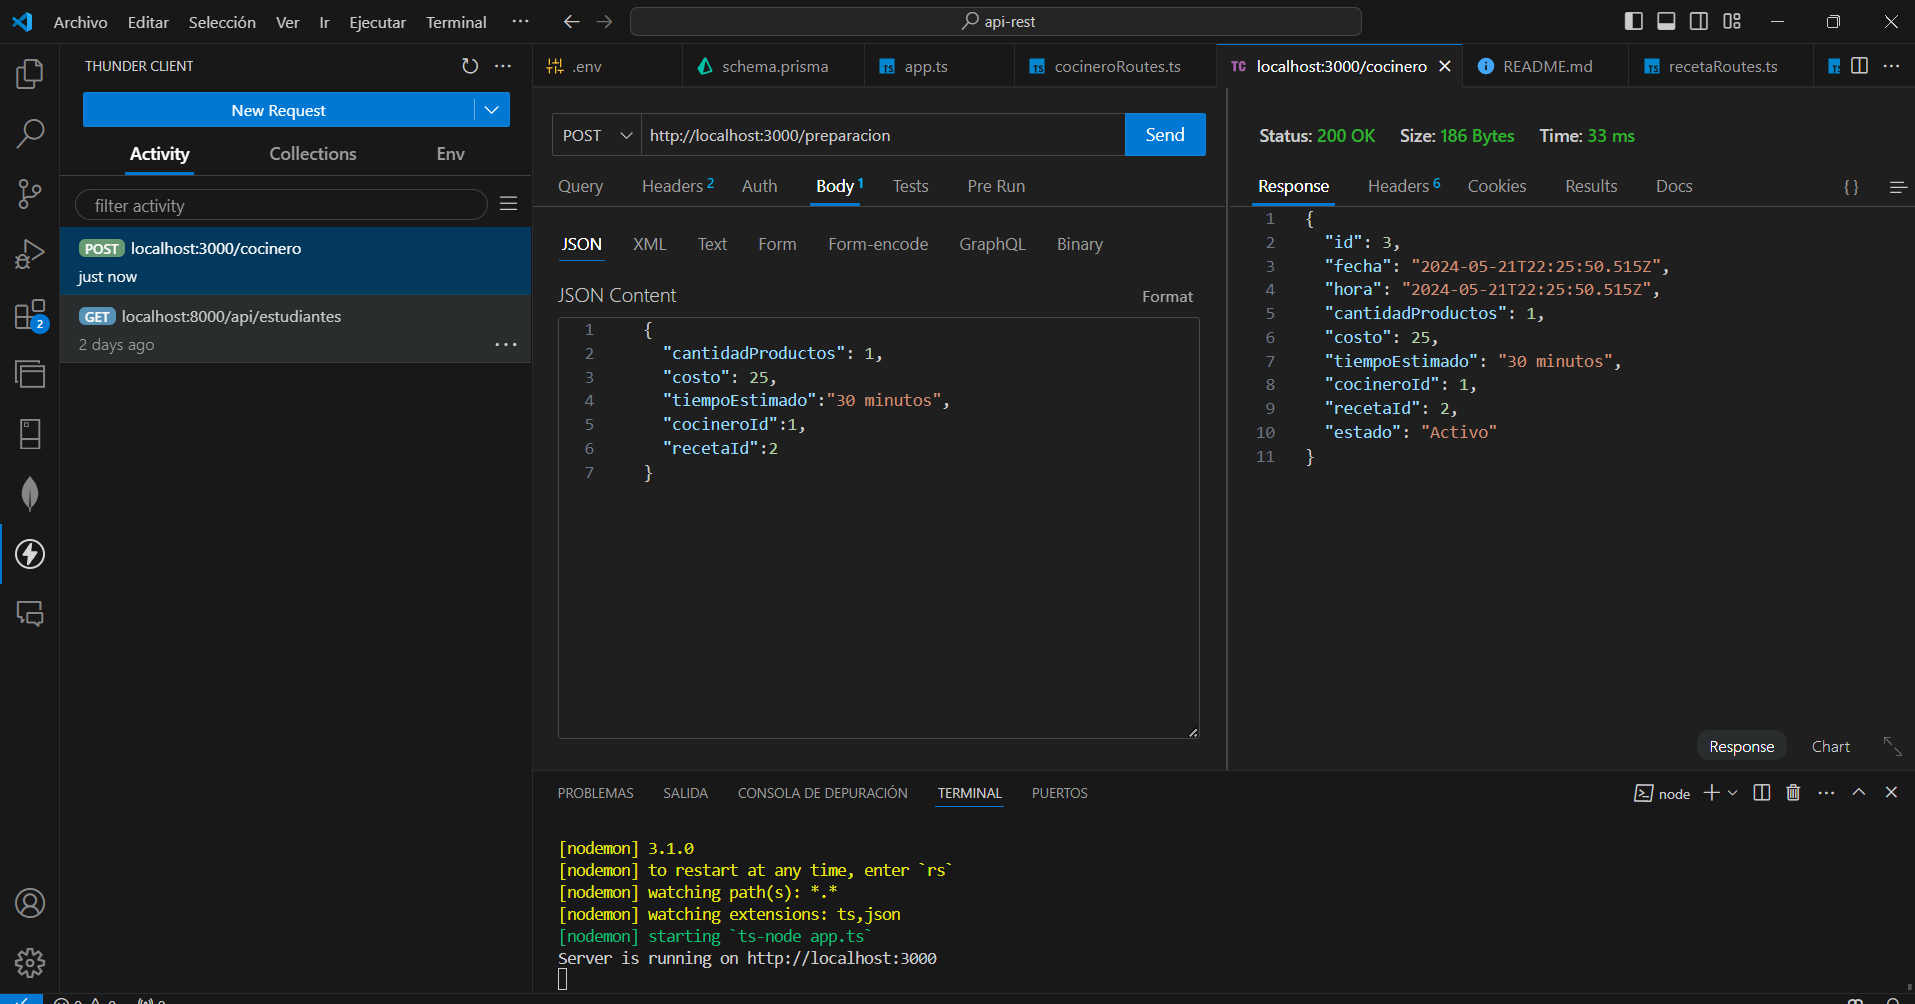 Archivo Editar Selección Ver Ir Ejecutar Terminal ··· api-rest
THUNDER CLIENT ···
New Request
Activity Collections Env
filter activity
POST localhost:3000/cocinero
just now
GET localhost:8000/api/estudiantes
2 days ago ···
2
.env schema.prisma TS app.ts TS cocineroRoutes.ts TC localhost:3000/cocinero i README.md TS recetaRoutes.ts ···
POST http://localhost:3000/preparacion Send
Query Headers 2 Auth Body 1 Tests Pre Run
JSON XML Text Form Form-encode GraphQL Binary
JSON Content Format
1 {
2 "cantidadProductos": 1,
3 "costo": 25,
4 "tiempoEstimado":"30 minutos",
5 "cocineroId":1,
6 "recetaId":2
7 }
Status: 200 OK Size: 186 Bytes Time: 33 ms
Response Headers 6 Cookies Results Docs { }
1 {
2 "id": 3,
3 "fecha": "2024-05-21T22:25:50.515Z",
4 "hora": "2024-05-21T22:25:50.515Z",
5 "cantidadProductos": 1,
6 "costo": 25,
7 "tiempoEstimado": "30 minutos",
8 "cocineroId": 1,
9 "recetaId": 2,
10 "estado": "Activo"
11 }
Response Chart
PROBLEMAS SALIDA CONSOLA DE DEPURACIÓN TERMINAL PUERTOS node ···
[nodemon] 3.1.0
[nodemon] to restart at any time, enter `rs`
[nodemon] watching path(s): *.*
[nodemon] watching extensions: ts,json
[nodemon] starting `ts-node app.ts`
Server is running on http://localhost:3000